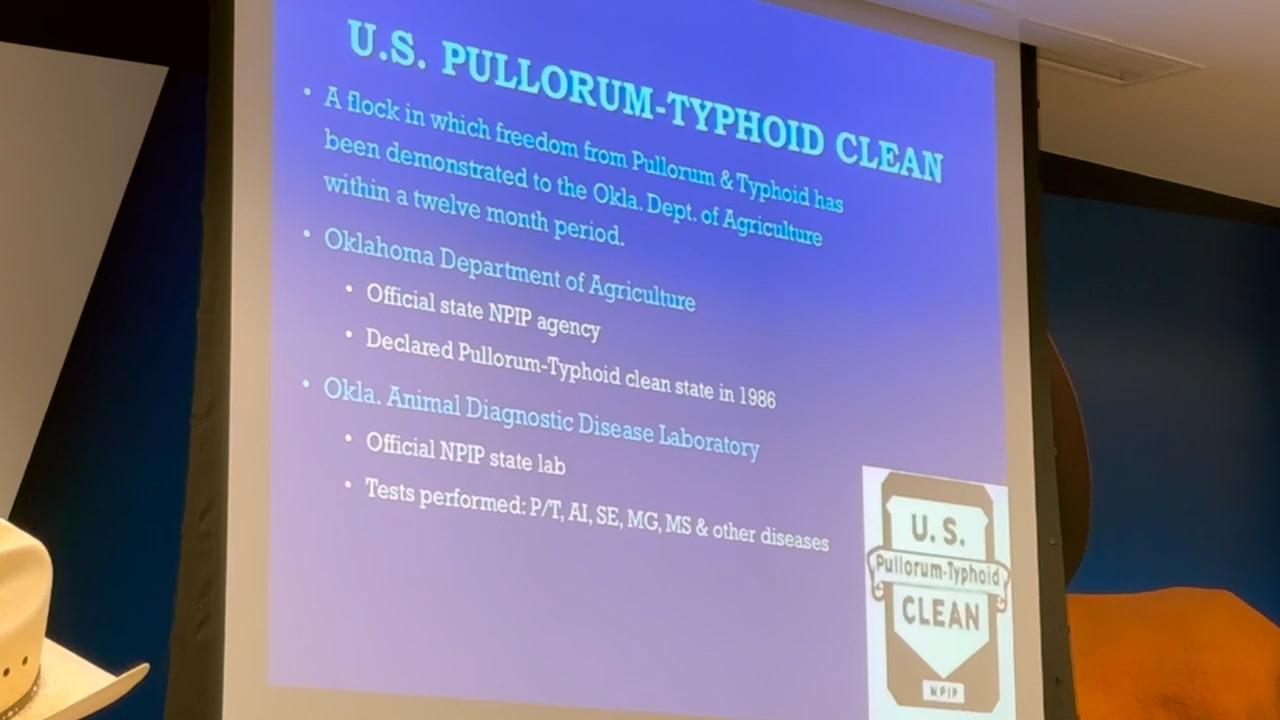 U.S. PULLORUM-TYPHOID CLEAN
• A flock in which freedom from Pullorum & Typhoid has
been demonstrated to the Okla. Dept. of Agriculture
within a twelve month period.
• Oklahoma Department of Agriculture
• Official state NPIP agency
• Declared Pullorum-Typhoid clean state in 1986
• Okla. Animal Diagnostic Disease Laboratory
• Official NPIP state lab
• Tests performed: P/T, AI, SE, MG, MS & other diseases
U. S.
Pullorum-Typhoid
CLEAN
NPIP